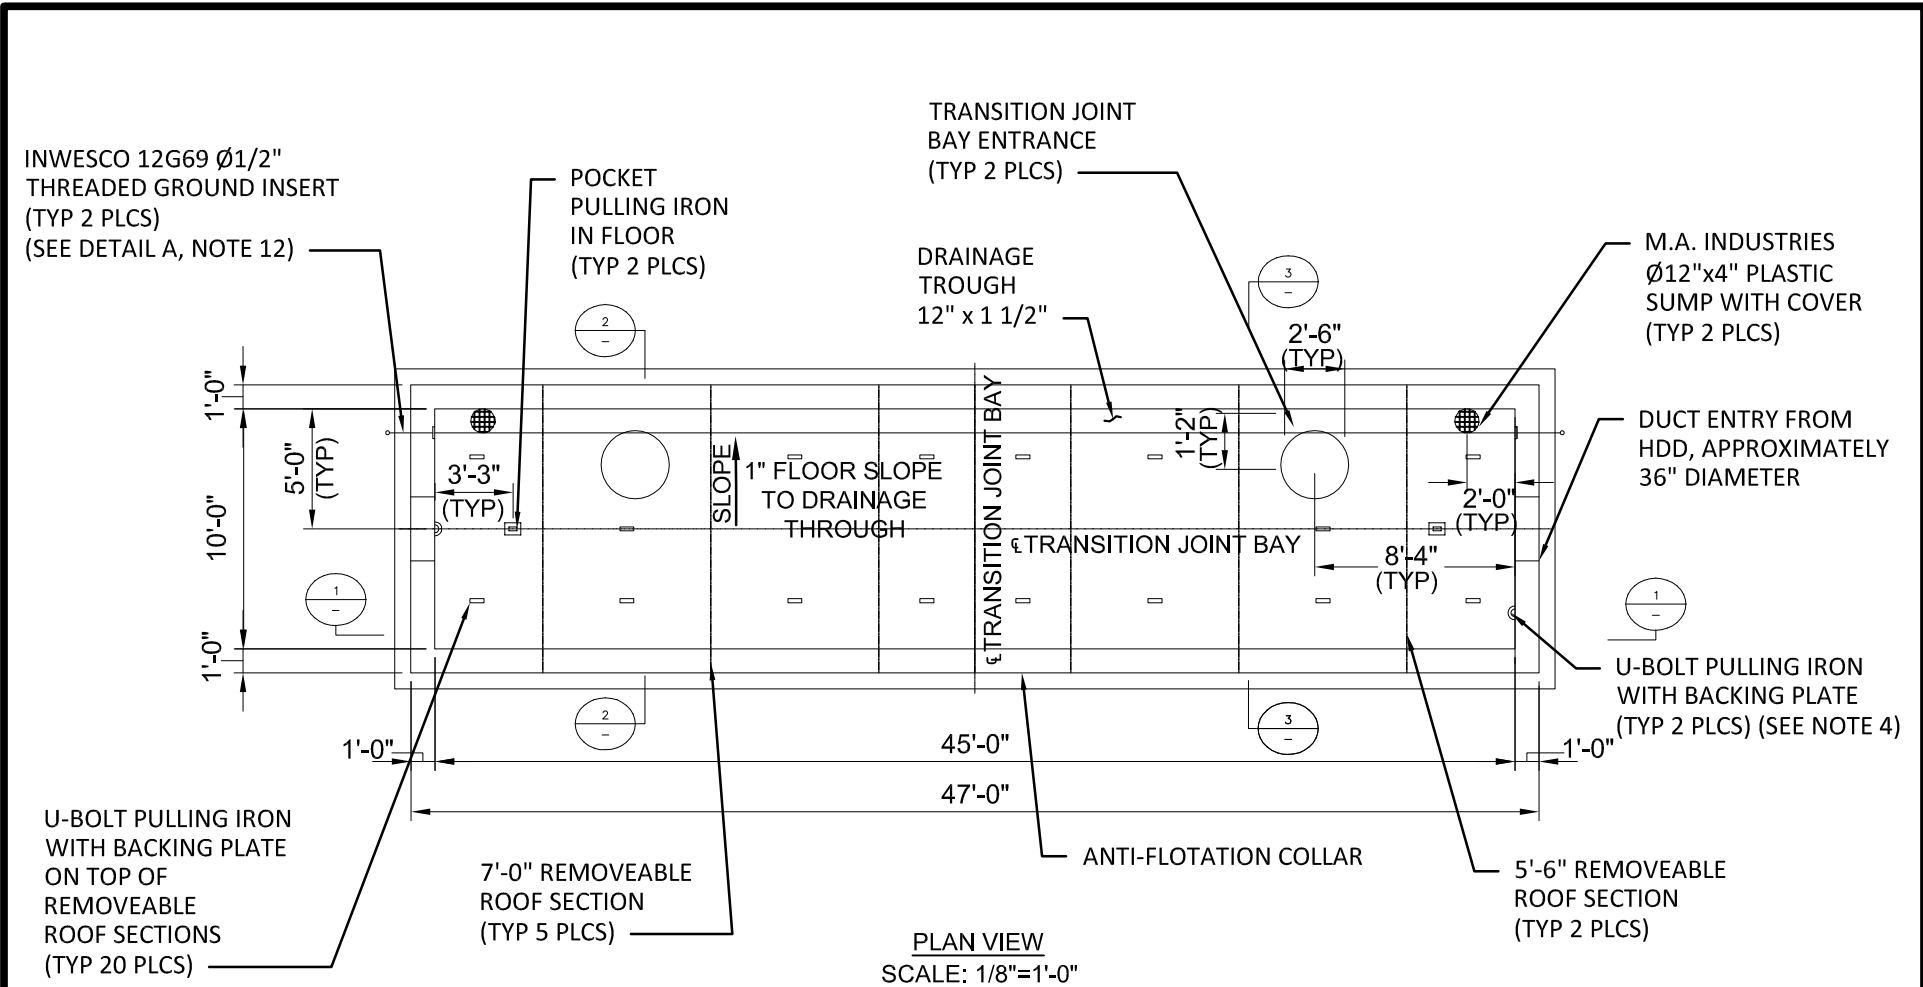 INWESCO 12G69 Ø1/2"
THREADED GROUND INSERT
(TYP 2 PLCS)
(SEE DETAIL A, NOTE 12)
POCKET
PULLING IRON
IN FLOOR
(TYP 2 PLCS)
TRANSITION JOINT
BAY ENTRANCE
(TYP 2 PLCS)
DRAINAGE
TROUGH
12" x 1 1/2"
M.A. INDUSTRIES
Ø12"x4" PLASTIC
SUMP WITH COVER
(TYP 2 PLCS)
DUCT ENTRY FROM
HDD, APPROXIMATELY
36" DIAMETER
2
–
3
–
2'-6"
(TYP)
1'-0"
10'-0"
1'-0"
5'-0"
(TYP)
3'-3"
(TYP)
SLOPE
1" FLOOR SLOPE
TO DRAINAGE
THROUGH
℄ TRANSITION JOINT BAY
℄ TRANSITION JOINT BAY
1'-2"
(TYP)
2'-0"
(TYP)
8'-4"
(TYP)
1
–
1
–
2
–
3
–
U-BOLT PULLING IRON
WITH BACKING PLATE
(TYP 2 PLCS) (SEE NOTE 4)
1'-0"
45'-0"
1'-0"
47'-0"
U-BOLT PULLING IRON
WITH BACKING PLATE
ON TOP OF
REMOVEABLE
ROOF SECTIONS
(TYP 20 PLCS)
7'-0" REMOVEABLE
ROOF SECTION
(TYP 5 PLCS)
ANTI-FLOTATION COLLAR
5'-6" REMOVEABLE
ROOF SECTION
(TYP 2 PLCS)
PLAN VIEW
SCALE: 1/8"=1'-0"